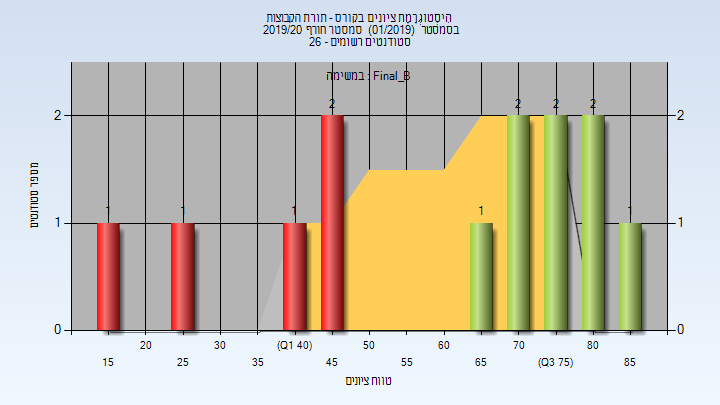 היסטוגרמת ציונים בקורס - תורת הקבוצות
בסמסטר (01/2019) סמסטר חורף 2019/20
סטודנטים רשומים - 26
במשימה : Final_B
2 2 2 2
2 2
1 1 1 1 1
1 1
0 0
מספר סטודנטים
20 30 (Q1 40) 50 60 70 80
15 25 35 45 55 65 (Q3 75) 85
טווח ציונים